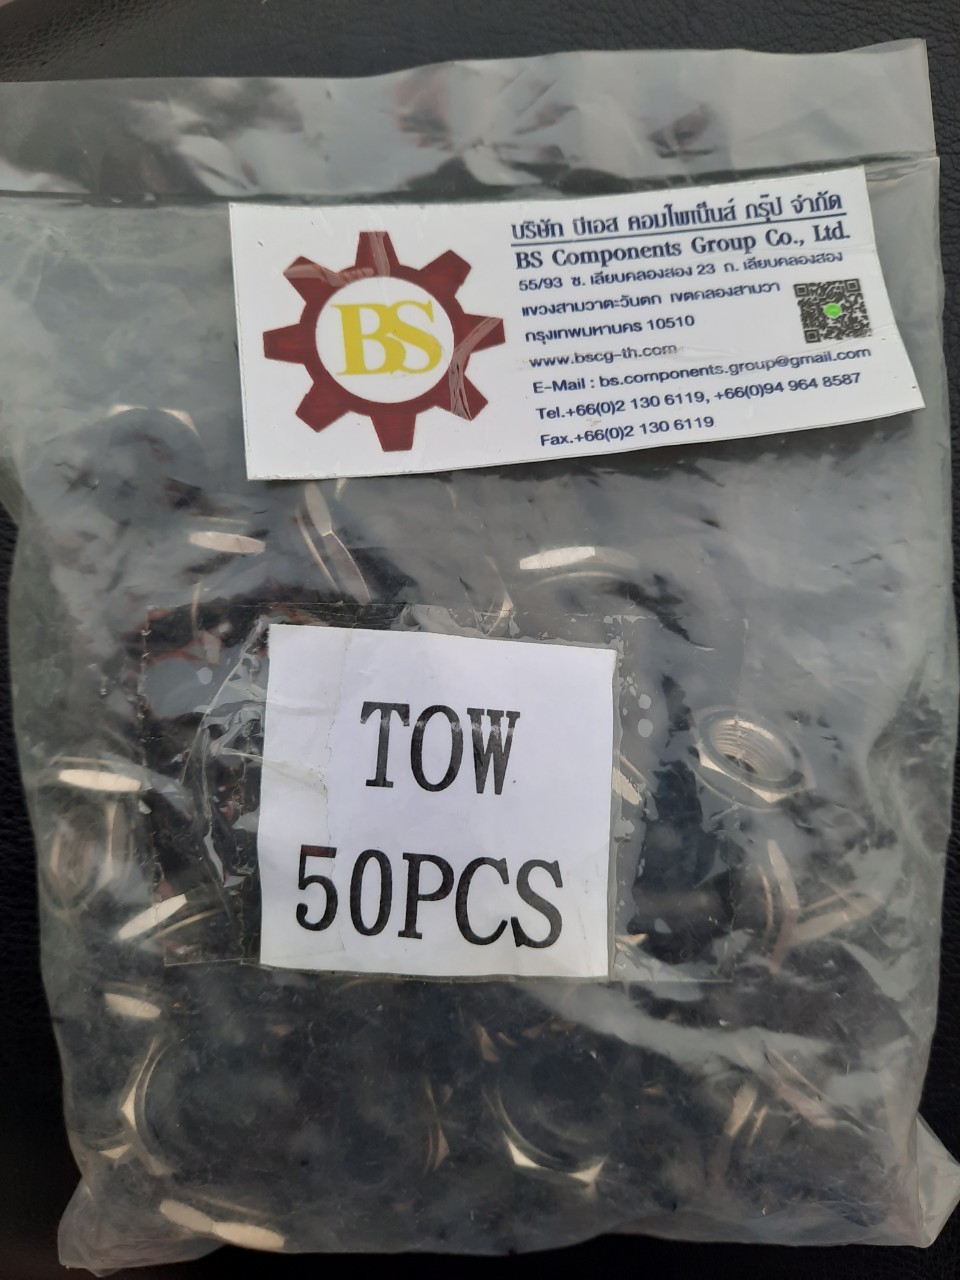 BS
บริษัท บีเอส คอมโพเน็นส์ กรุ๊ป จำกัด
BS Components Group Co., Ltd.
55/93 ซ. เลียบคลองสอง 23 ถ. เลียบคลองสอง
แขวงสามวาตะวันตก เขตคลองสามวา
กรุงเทพมหานคร 10510
www.bscg-th.com
E-Mail : bs.components.group@gmail.com
Tel.+66(0)2 130 6119, +66(0)94 964 8587
Fax.+66(0)2 130 6119
TOW
50PCS